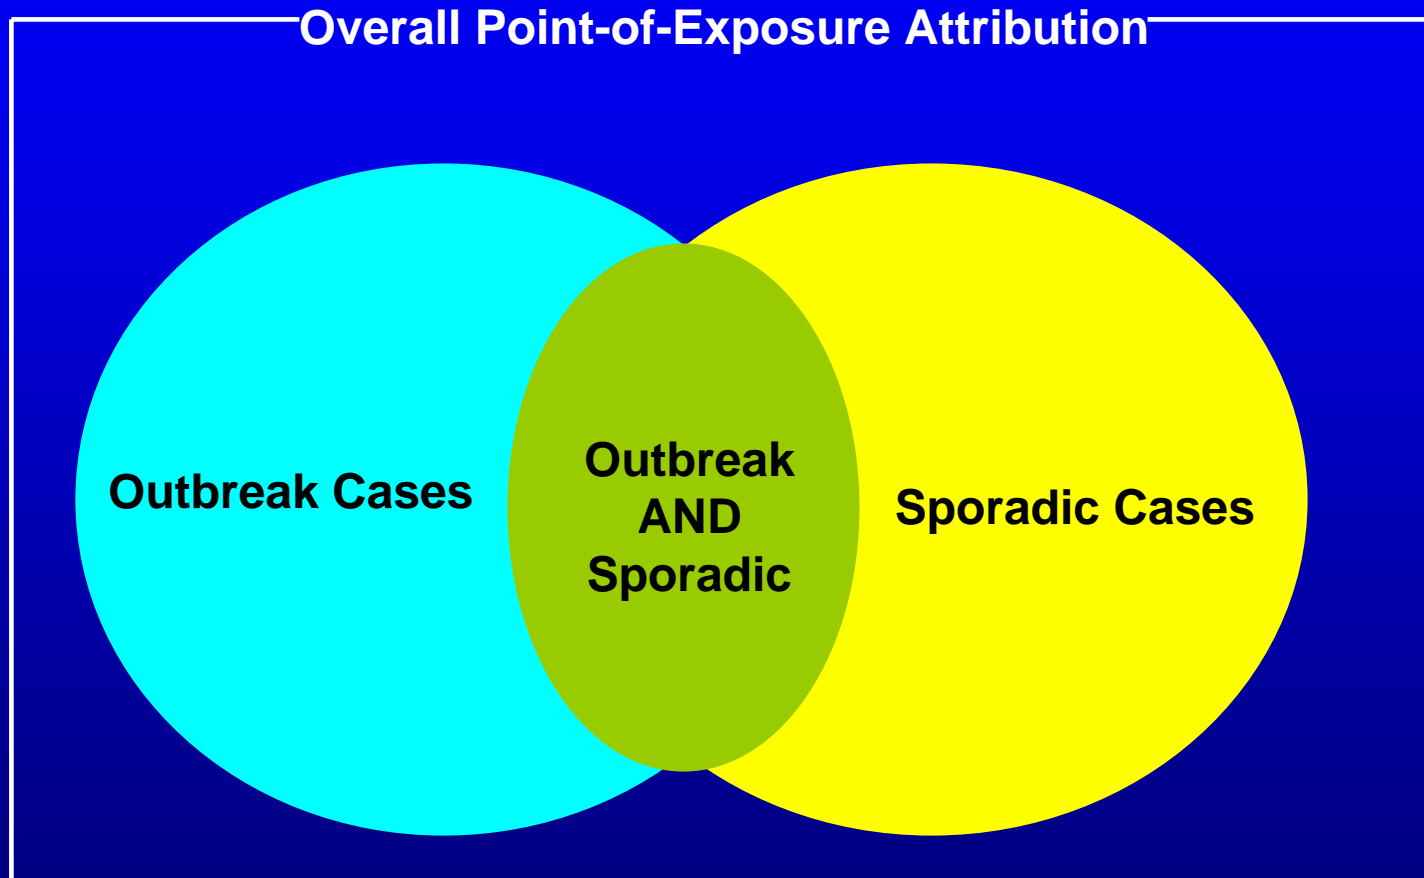 Overall Point-of-Exposure Attribution
Outbreak Cases
Outbreak
AND
Sporadic
Sporadic Cases